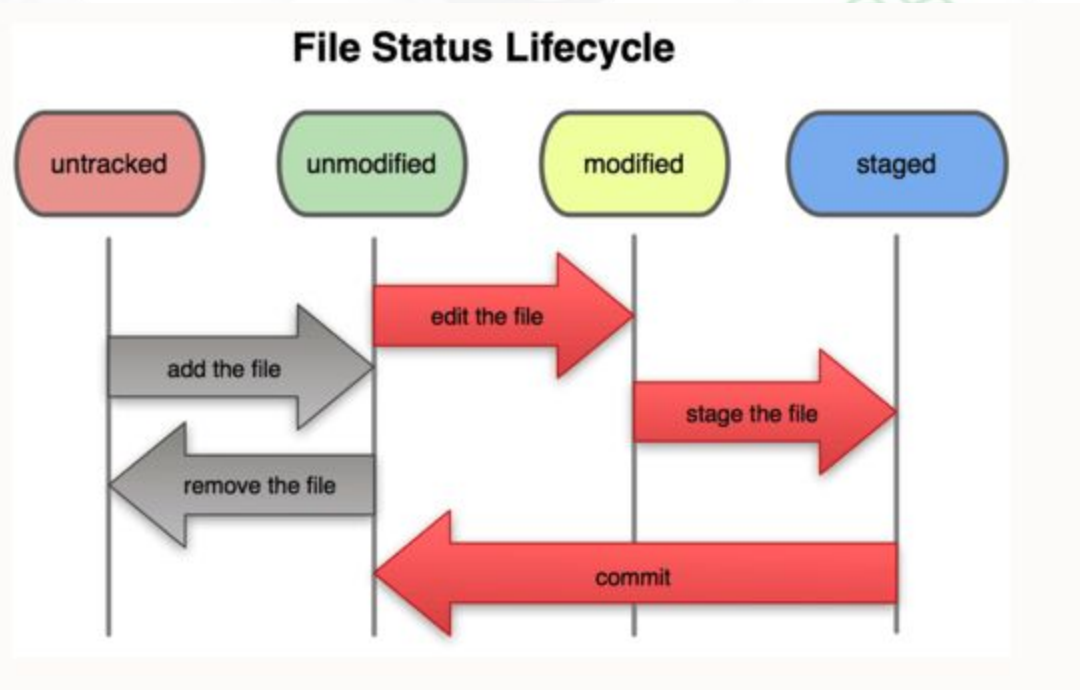 File Status Lifecycle
untracked
unmodified
modified
staged
edit the file
add the file
stage the file
remove the file
commit